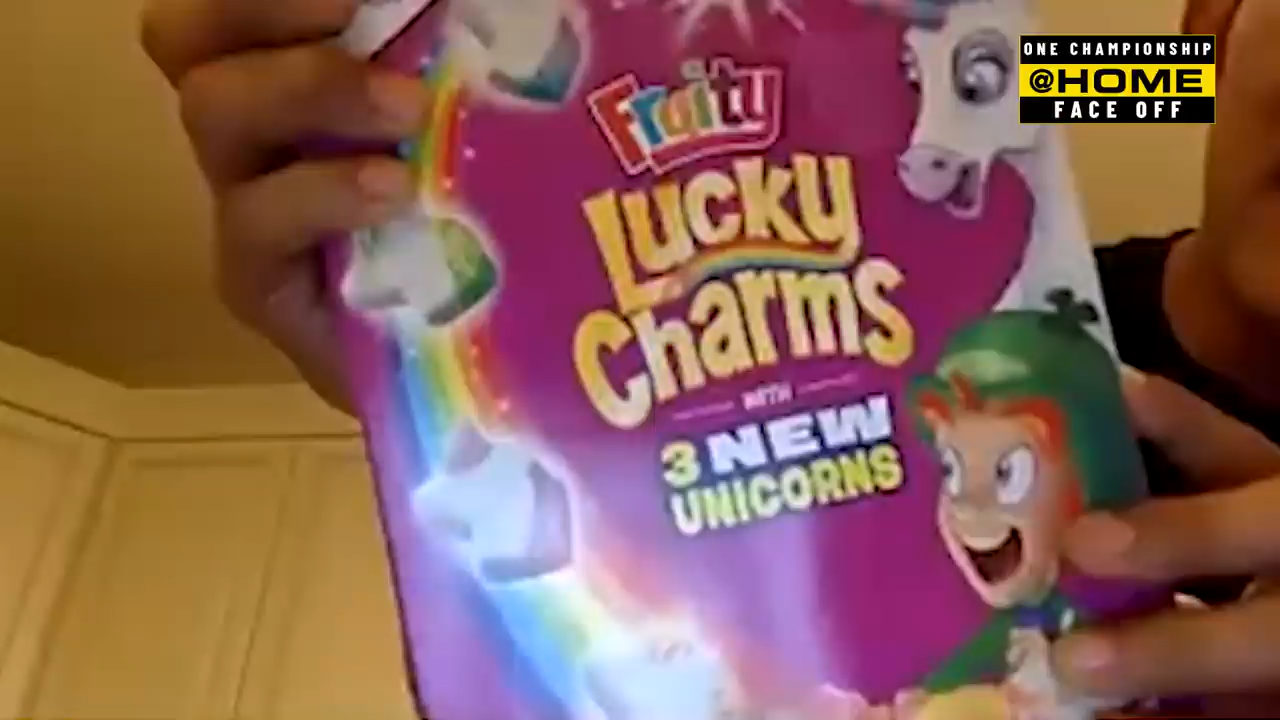 ONE CHAMPIONSHIP
@HOME
FACE OFF
Fruity
Lucky
Charms
WITH
3 NEW
UNICORNS